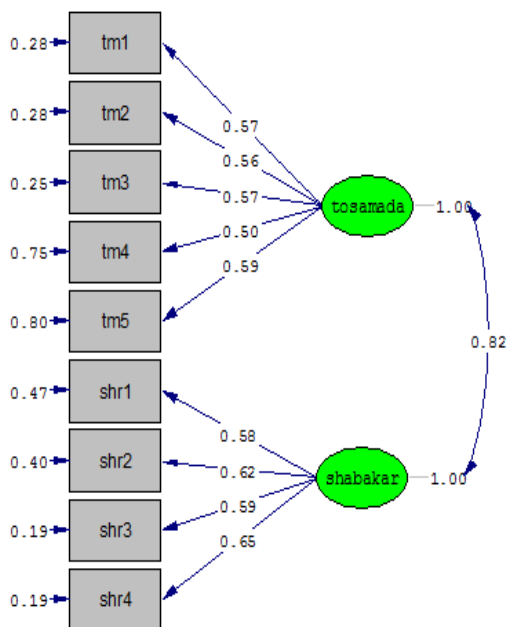 0.28 tm1
0.57
0.28 tm2
0.56
0.25 tm3
0.57
tosamada 1.00
0.50
0.75 tm4
0.59
0.80 tm5
0.82
0.47 shr1
0.58
0.40 shr2
0.62
shabakar 1.00
0.59
0.19 shr3
0.65
0.19 shr4